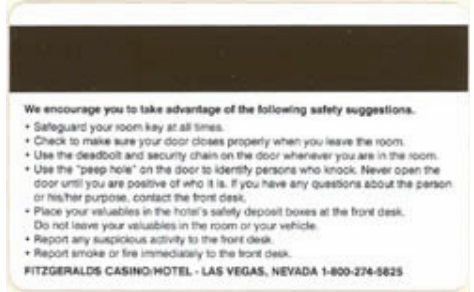 We encourage you to take advantage of the following safety suggestions.
• Safeguard your room key at all times.
• Check to make sure your door closes properly when you leave the room.
• Use the deadbolt and security chain on the door whenever you are in the room.
• Use the "peep hole" on the door to identify persons who knock. Never open the
door until you are positive of who it is. If you have any questions about the person
or his/her purpose, contact the front desk.
• Place your valuables in the hotel's safety deposit boxes at the front desk.
Do not leave your valuables in the room or your vehicle.
• Report any suspicious activity to the front desk.
• Report smoke or fire immediately to the front desk.
FITZGERALDS CASINO/HOTEL - LAS VEGAS, NEVADA 1-800-274-5825